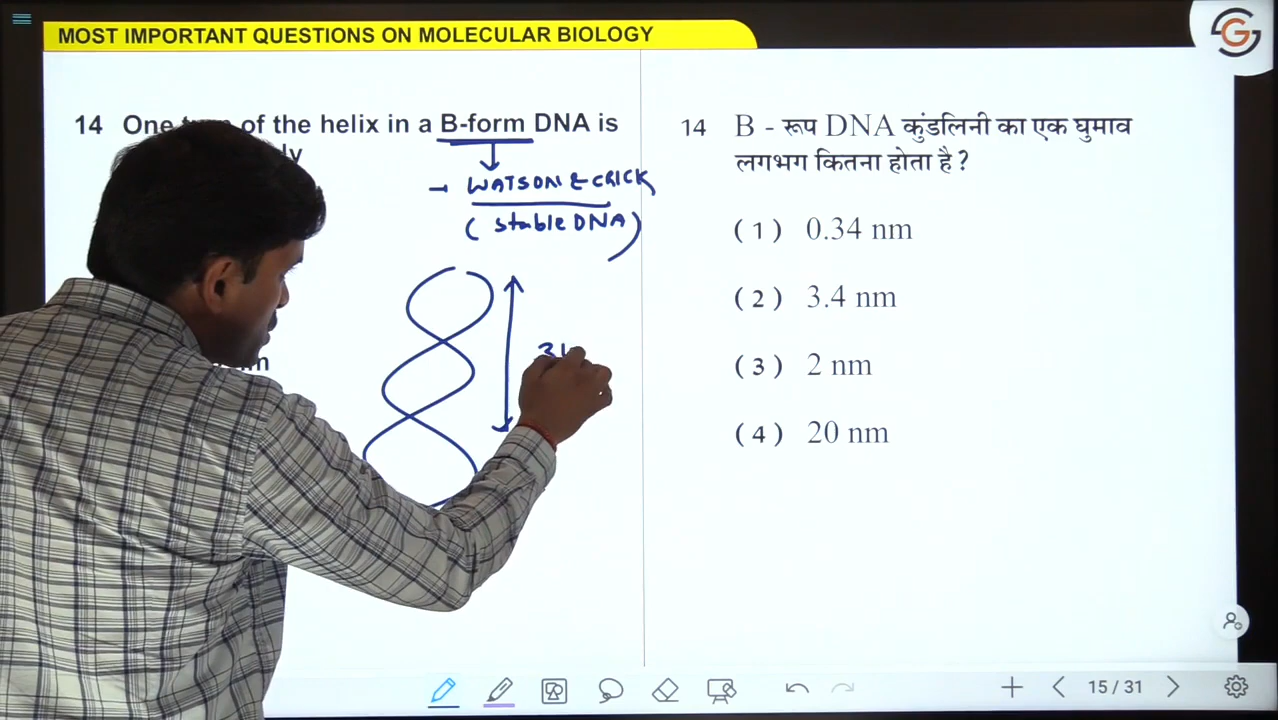 MOST IMPORTANT QUESTIONS ON MOLECULAR BIOLOGY
14 One of the helix in a B-form DNA is
→ WATSON & CRICK
( stable DNA )
14 B - रूप DNA कुंडलिनी का एक घुमाव
लगभग कितना होता है ?
(1) 0.34 nm
(2) 3.4 nm
(3) 2 nm
(4) 20 nm
15 / 31